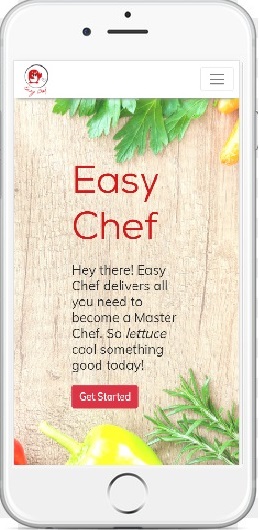 Easy
Chef
Hey there! Easy
Chef delivers all
you need to
become a Master
Chef. So lettuce
cool something
good today!
Get Started